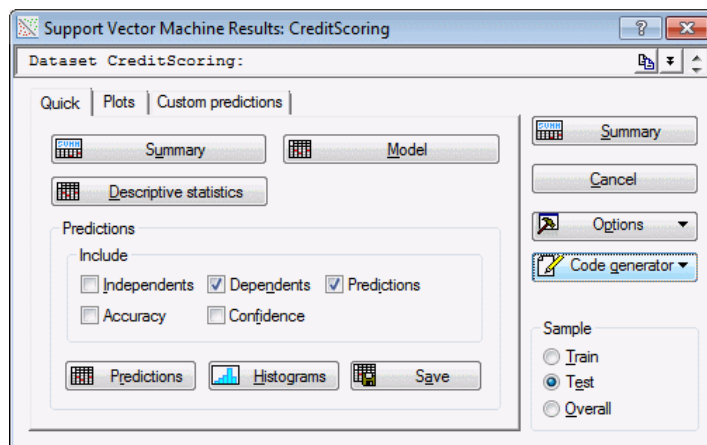 Support Vector Machine Results: CreditScoring
Dataset CreditScoring:
Quick Plots Custom predictions
Summary Model
Descriptive statistics
Predictions
Include
Independents Dependents Predictions
Accuracy Confidence
Predictions Histograms Save
Summary
Cancel
Options
Code generator
Sample
Train
Test
Overall